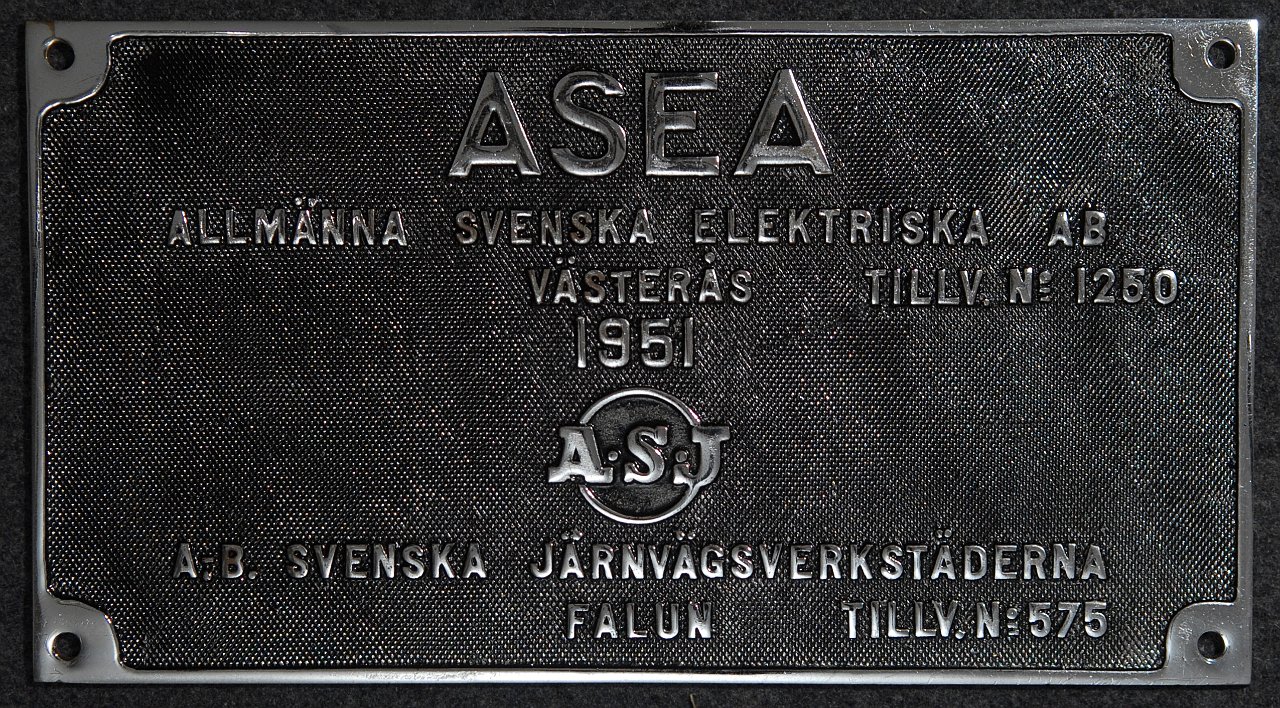 ASEA
ALLMÄNNA SVENSKA ELEKTRISKA AB
VÄSTERÅS TILLV. No: 1250
1951
A.S.J
A.-B. SVENSKA JÄRNVÄGSVERKSTÄDERNA
FALUN TILLV. No: 575